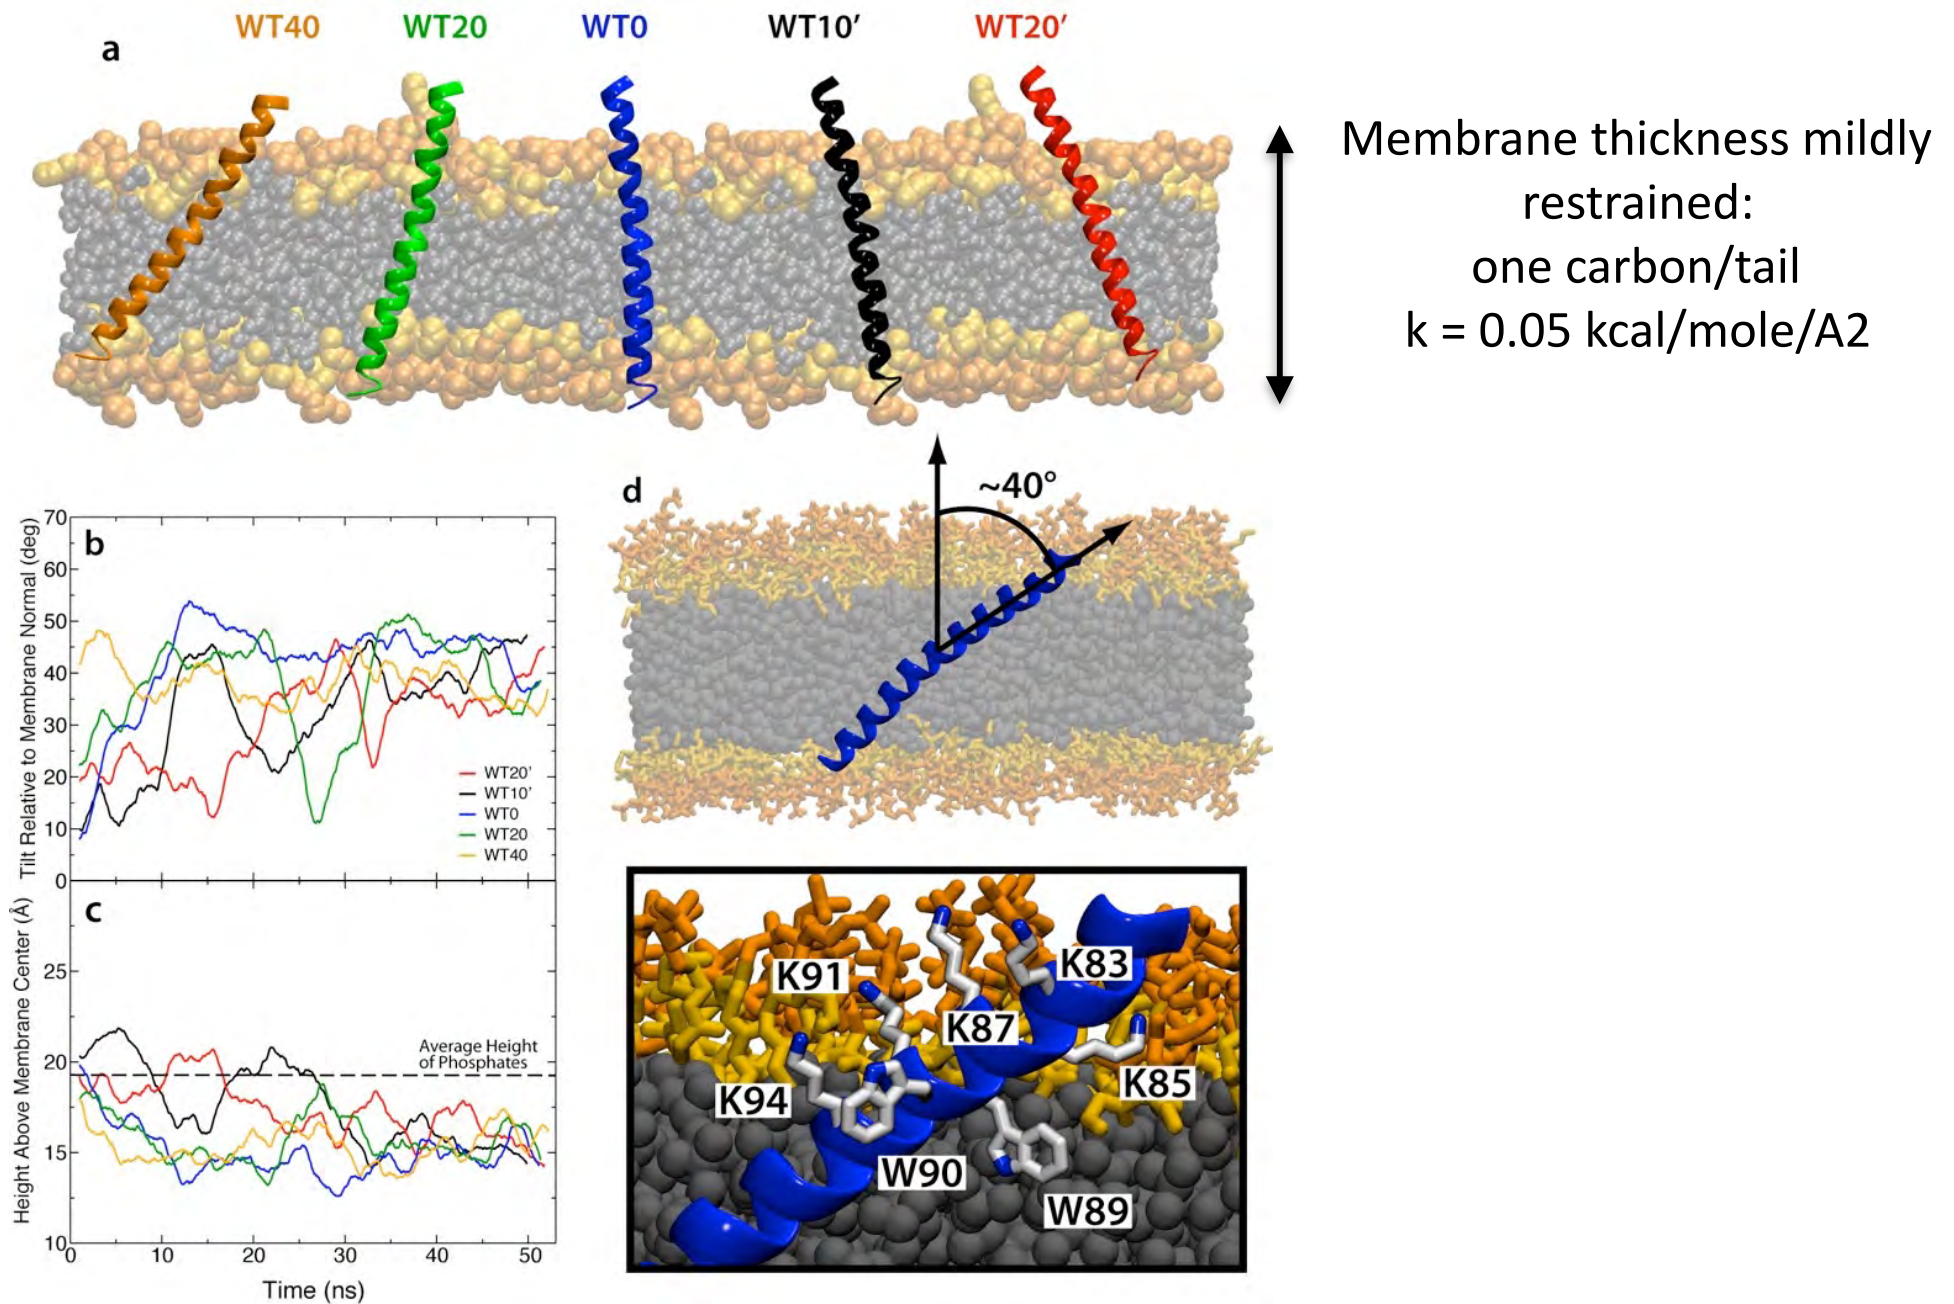 WT40 WT20 WT0 WT10’ WT20’
a
Membrane thickness mildly
restrained:
one carbon/tail
k = 0.05 kcal/mole/A2
b
Tilt Relative to Membrane Normal (deg)
70
60
50
40
30
20
10
0
WT20'
WT10'
WT0
WT20
WT40
c
Height Above Membrane Center (Å)
25
20
15
10
Average Height
of Phosphates
0 10 20 30 40 50
Time (ns)
d
~40°
K91
K83
K87
K94
K85
W90
W89